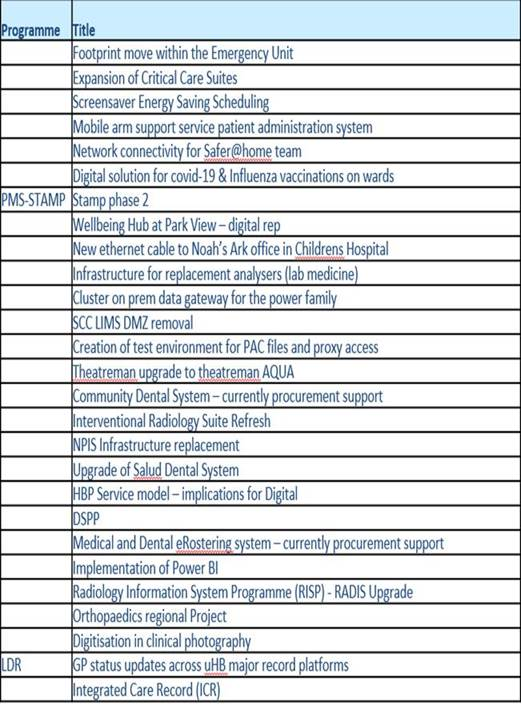 Programme Title
Footprint move within the Emergency Unit
Expansion of Critical Care Suites
Screensaver Energy Saving Scheduling
Mobile arm support service patient administration system
Network connectivity for Safer@home team
Digital solution for covid-19 & Influenza vaccinations on wards
PMS-STAMP Stamp phase 2
Wellbeing Hub at Park View – digital rep
New ethernet cable to Noah's Ark office in Childrens Hospital
Infrastructure for replacement analysers (lab medicine)
Cluster on prem data gateway for the power family
SCC LIMS DMZ removal
Creation of test environment for PAC files and proxy access
Theatreman upgrade to theatreman AQUA
Community Dental System – currently procurement support
Interventional Radiology Suite Refresh
NPIS Infrastructure replacement
Upgrade of Salud Dental System
HBP Service model – implications for Digital
DSPP
Medical and Dental eRostering system – currently procurement support
Implementation of Power BI
Radiology Information System Programme (RISP) - RADIS Upgrade
Orthopaedics regional Project
Digitisation in clinical photography
LDR GP status updates across uHB major record platforms
Integrated Care Record (ICR)